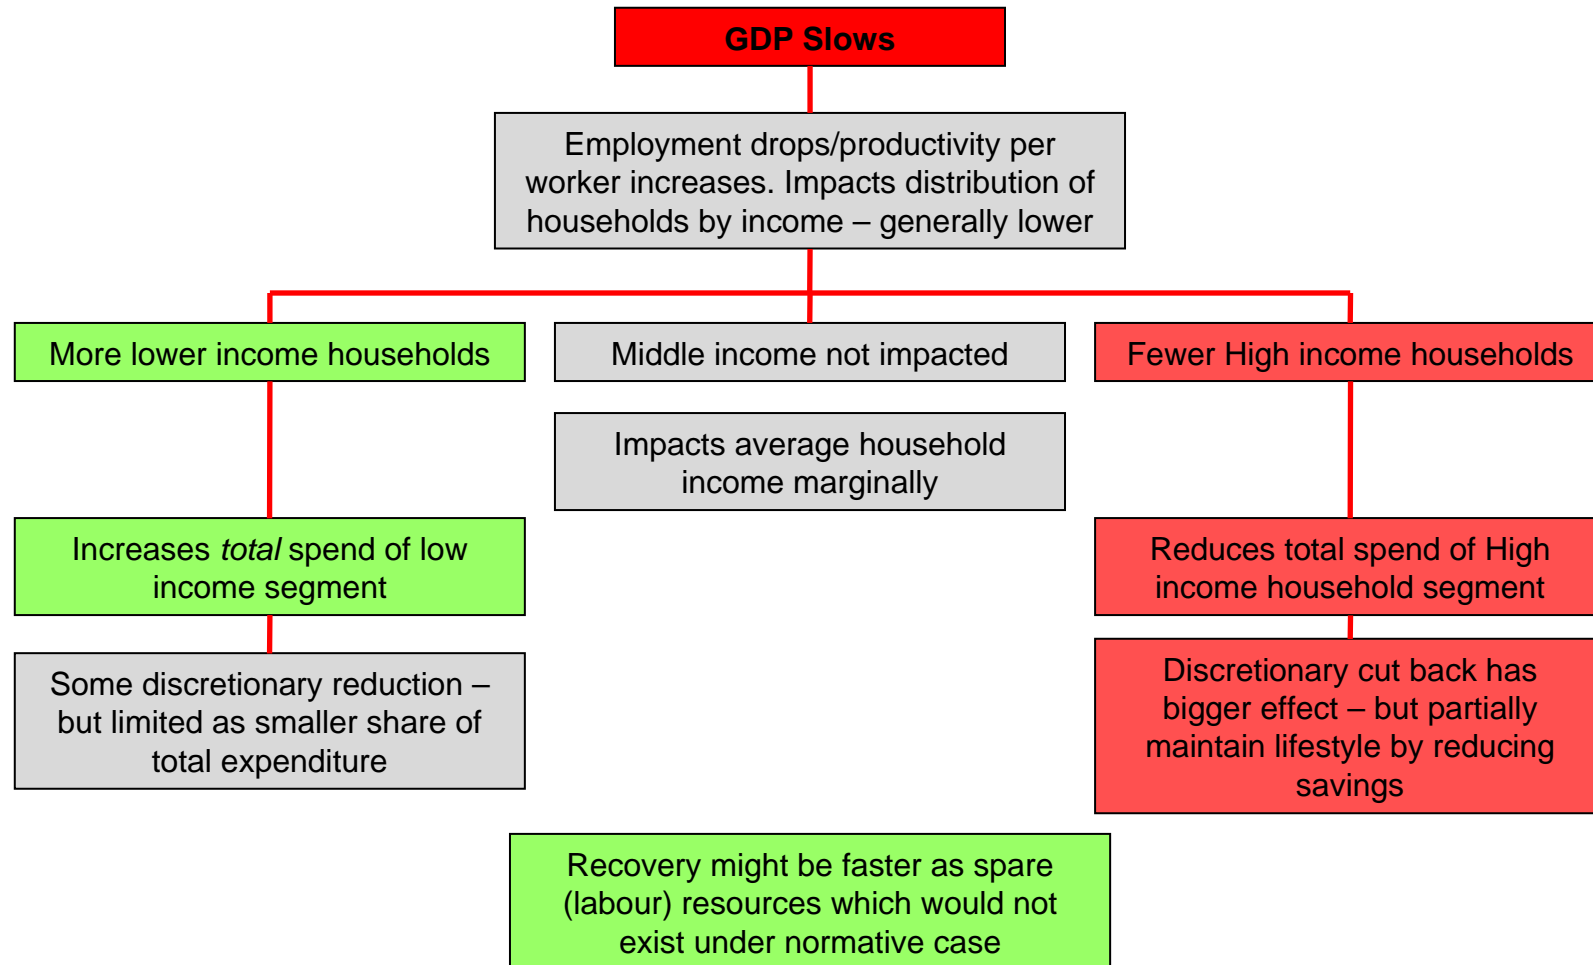 GDP Slows
Employment drops/productivity per
worker increases. Impacts distribution of
households by income – generally lower
More lower income households
Middle income not impacted
Fewer High income households
Impacts average household
income marginally
Increases total spend of low
income segment
Reduces total spend of High
income household segment
Some discretionary reduction –
but limited as smaller share of
total expenditure
Discretionary cut back has
bigger effect – but partially
maintain lifestyle by reducing
savings
Recovery might be faster as spare
(labour) resources which would not
exist under normative case